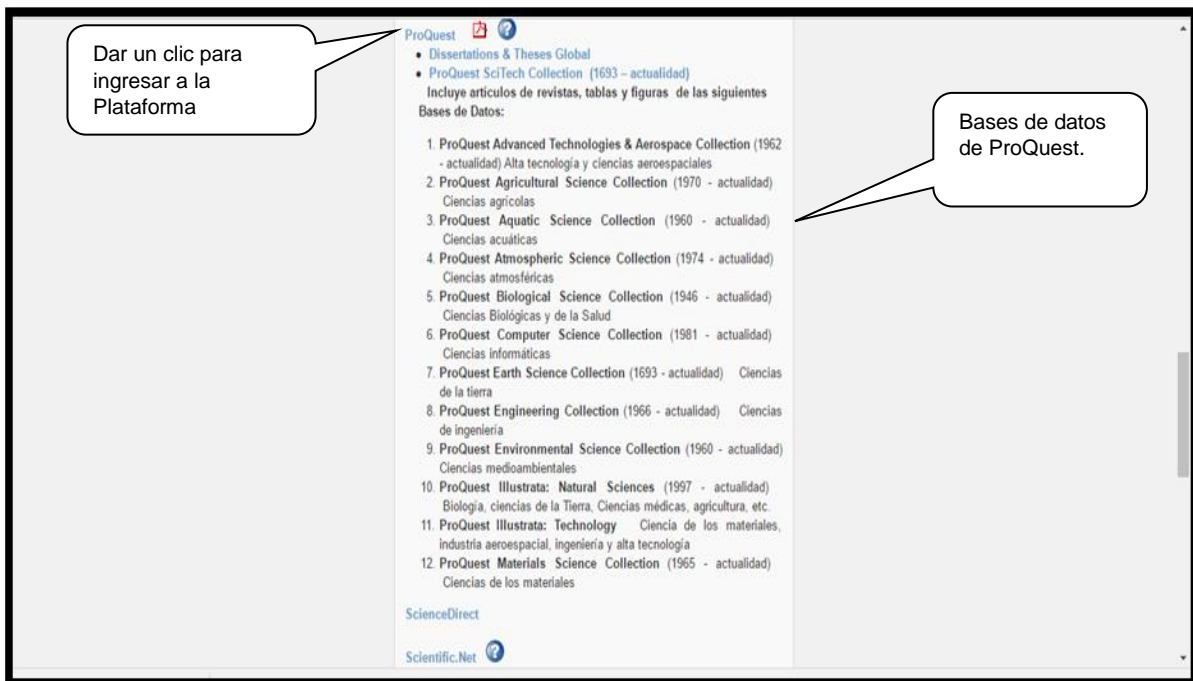 Dar un clic para
ingresar a la
Plataforma
ProQuest
• Dissertations & Theses Global
• ProQuest SciTech Collection (1693 – actualidad)
Incluye artículos de revistas, tablas y figuras de las siguientes
Bases de Datos:
1. ProQuest Advanced Technologies & Aerospace Collection (1962
- actualidad) Alta tecnología y ciencias aeroespaciales
2. ProQuest Agricultural Science Collection (1970 - actualidad)
Ciencias agrícolas
3. ProQuest Aquatic Science Collection (1960 - actualidad)
Ciencias acuáticas
4. ProQuest Atmospheric Science Collection (1974 - actualidad)
Ciencias atmosféricas
5. ProQuest Biological Science Collection (1946 - actualidad)
Ciencias Biológicas y de la Salud
6. ProQuest Computer Science Collection (1981 - actualidad)
Ciencias informáticas
7. ProQuest Earth Science Collection (1693 - actualidad) Ciencias
de la tierra
8. ProQuest Engineering Collection (1966 - actualidad) Ciencias
de ingeniería
9. ProQuest Environmental Science Collection (1960 - actualidad)
Ciencias medioambientales
10. ProQuest Illustrata: Natural Sciences (1997 - actualidad)
Biología, ciencias de la Tierra, Ciencias médicas, agricultura, etc.
11. ProQuest Illustrata: Technology Ciencia de los materiales,
industria aeroespacial, ingeniería y alta tecnología
12. ProQuest Materials Science Collection (1965 - actualidad)
Ciencias de los materiales
ScienceDirect
Scientific.Net
Bases de datos
de ProQuest.